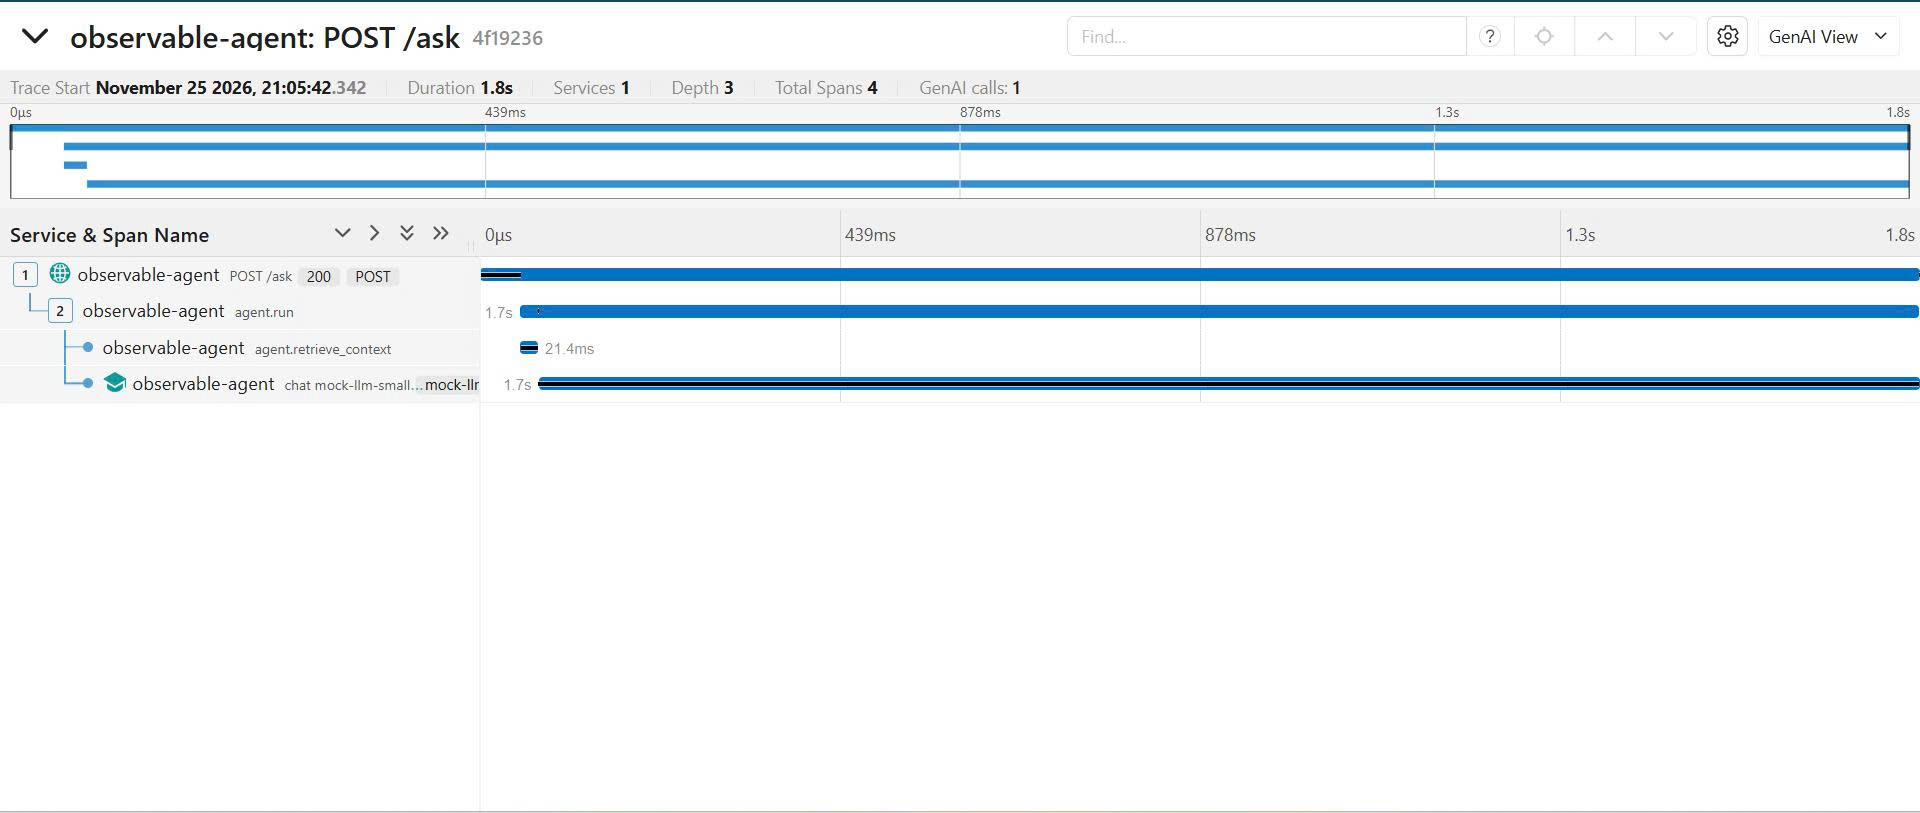 observable-agent: POST /ask 4f19236
Find...
?
GenAI View
Trace Start November 25 2026, 21:05:42.342 Duration 1.8s Services 1 Depth 3 Total Spans 4 GenAI calls: 1
0μs 439ms 878ms 1.3s 1.8s
Service & Span Name 0μs 439ms 878ms 1.3s 1.8s
1 observable-agent POST /ask 200 POST
2 observable-agent agent.run 1.7s
observable-agent agent.retrieve_context 21.4ms
observable-agent chat mock-llm-small... mock-llm 1.7s